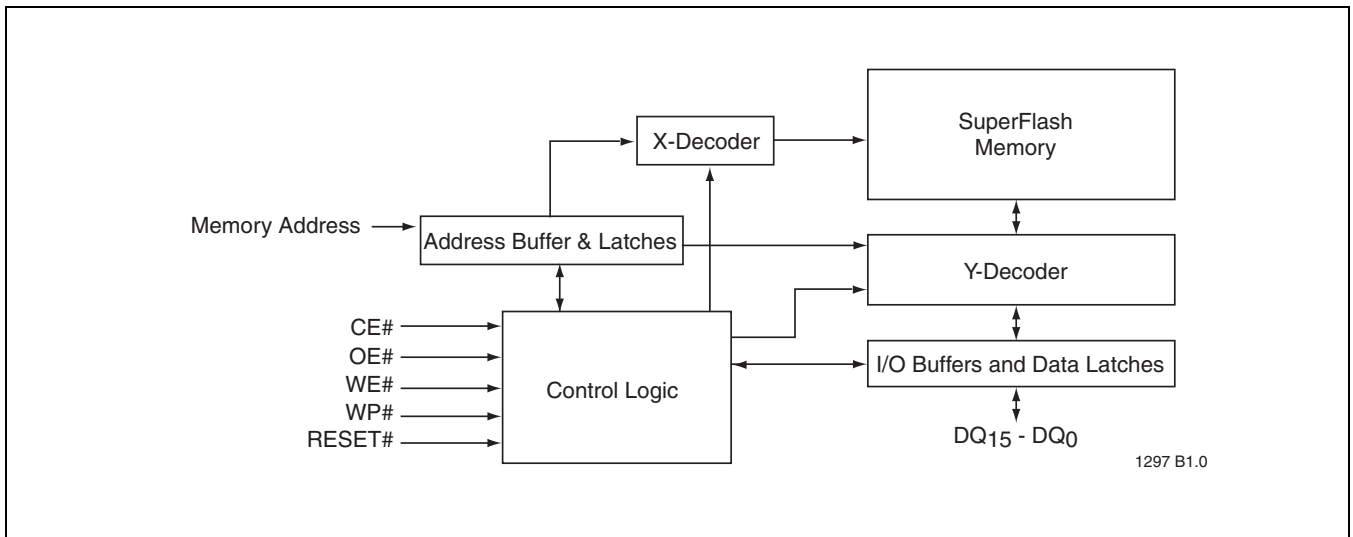 SuperFlash
Memory
X-Decoder
Memory Address
Address Buffer & Latches
Y-Decoder
CE#
OE#
WE#
WP#
RESET#
Control Logic
I/O Buffers and Data Latches
DQ15 - DQ0
1297 B1.0